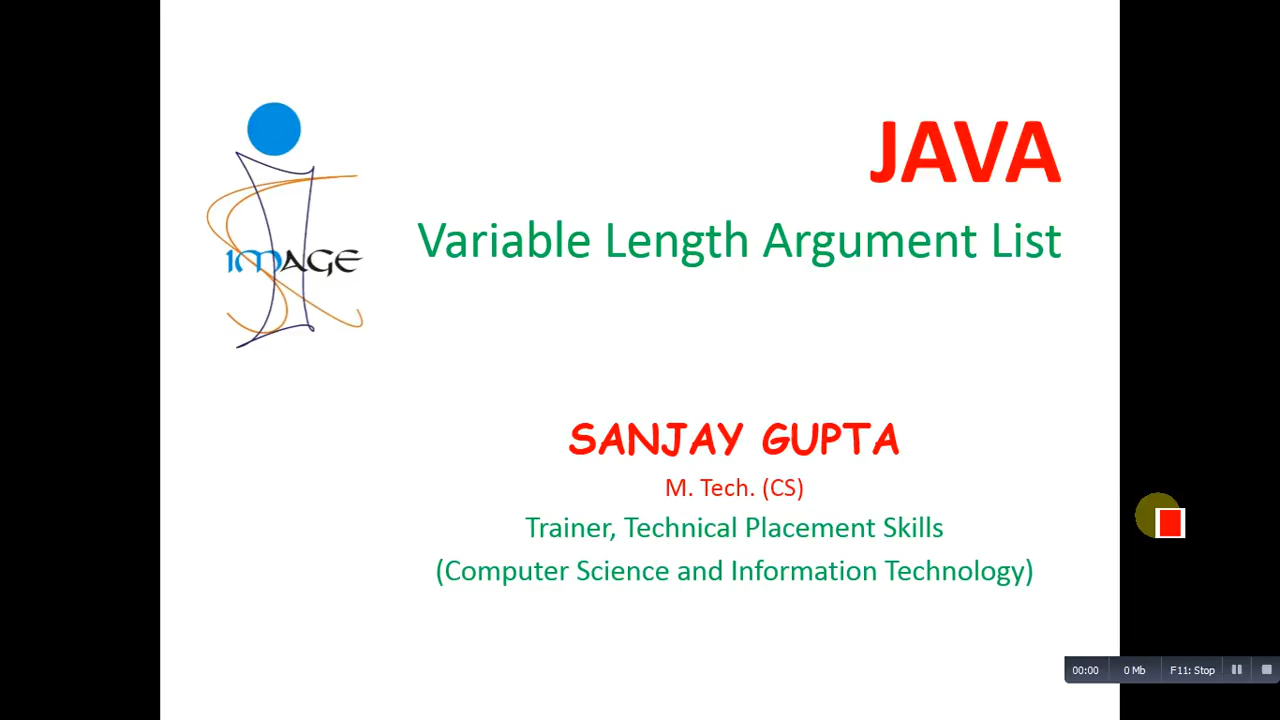 JAVA
Variable Length Argument List
IMAGE
SANJAY GUPTA
M. Tech. (CS)
Trainer, Technical Placement Skills
(Computer Science and Information Technology)
00:00 0 Mb F11: Stop